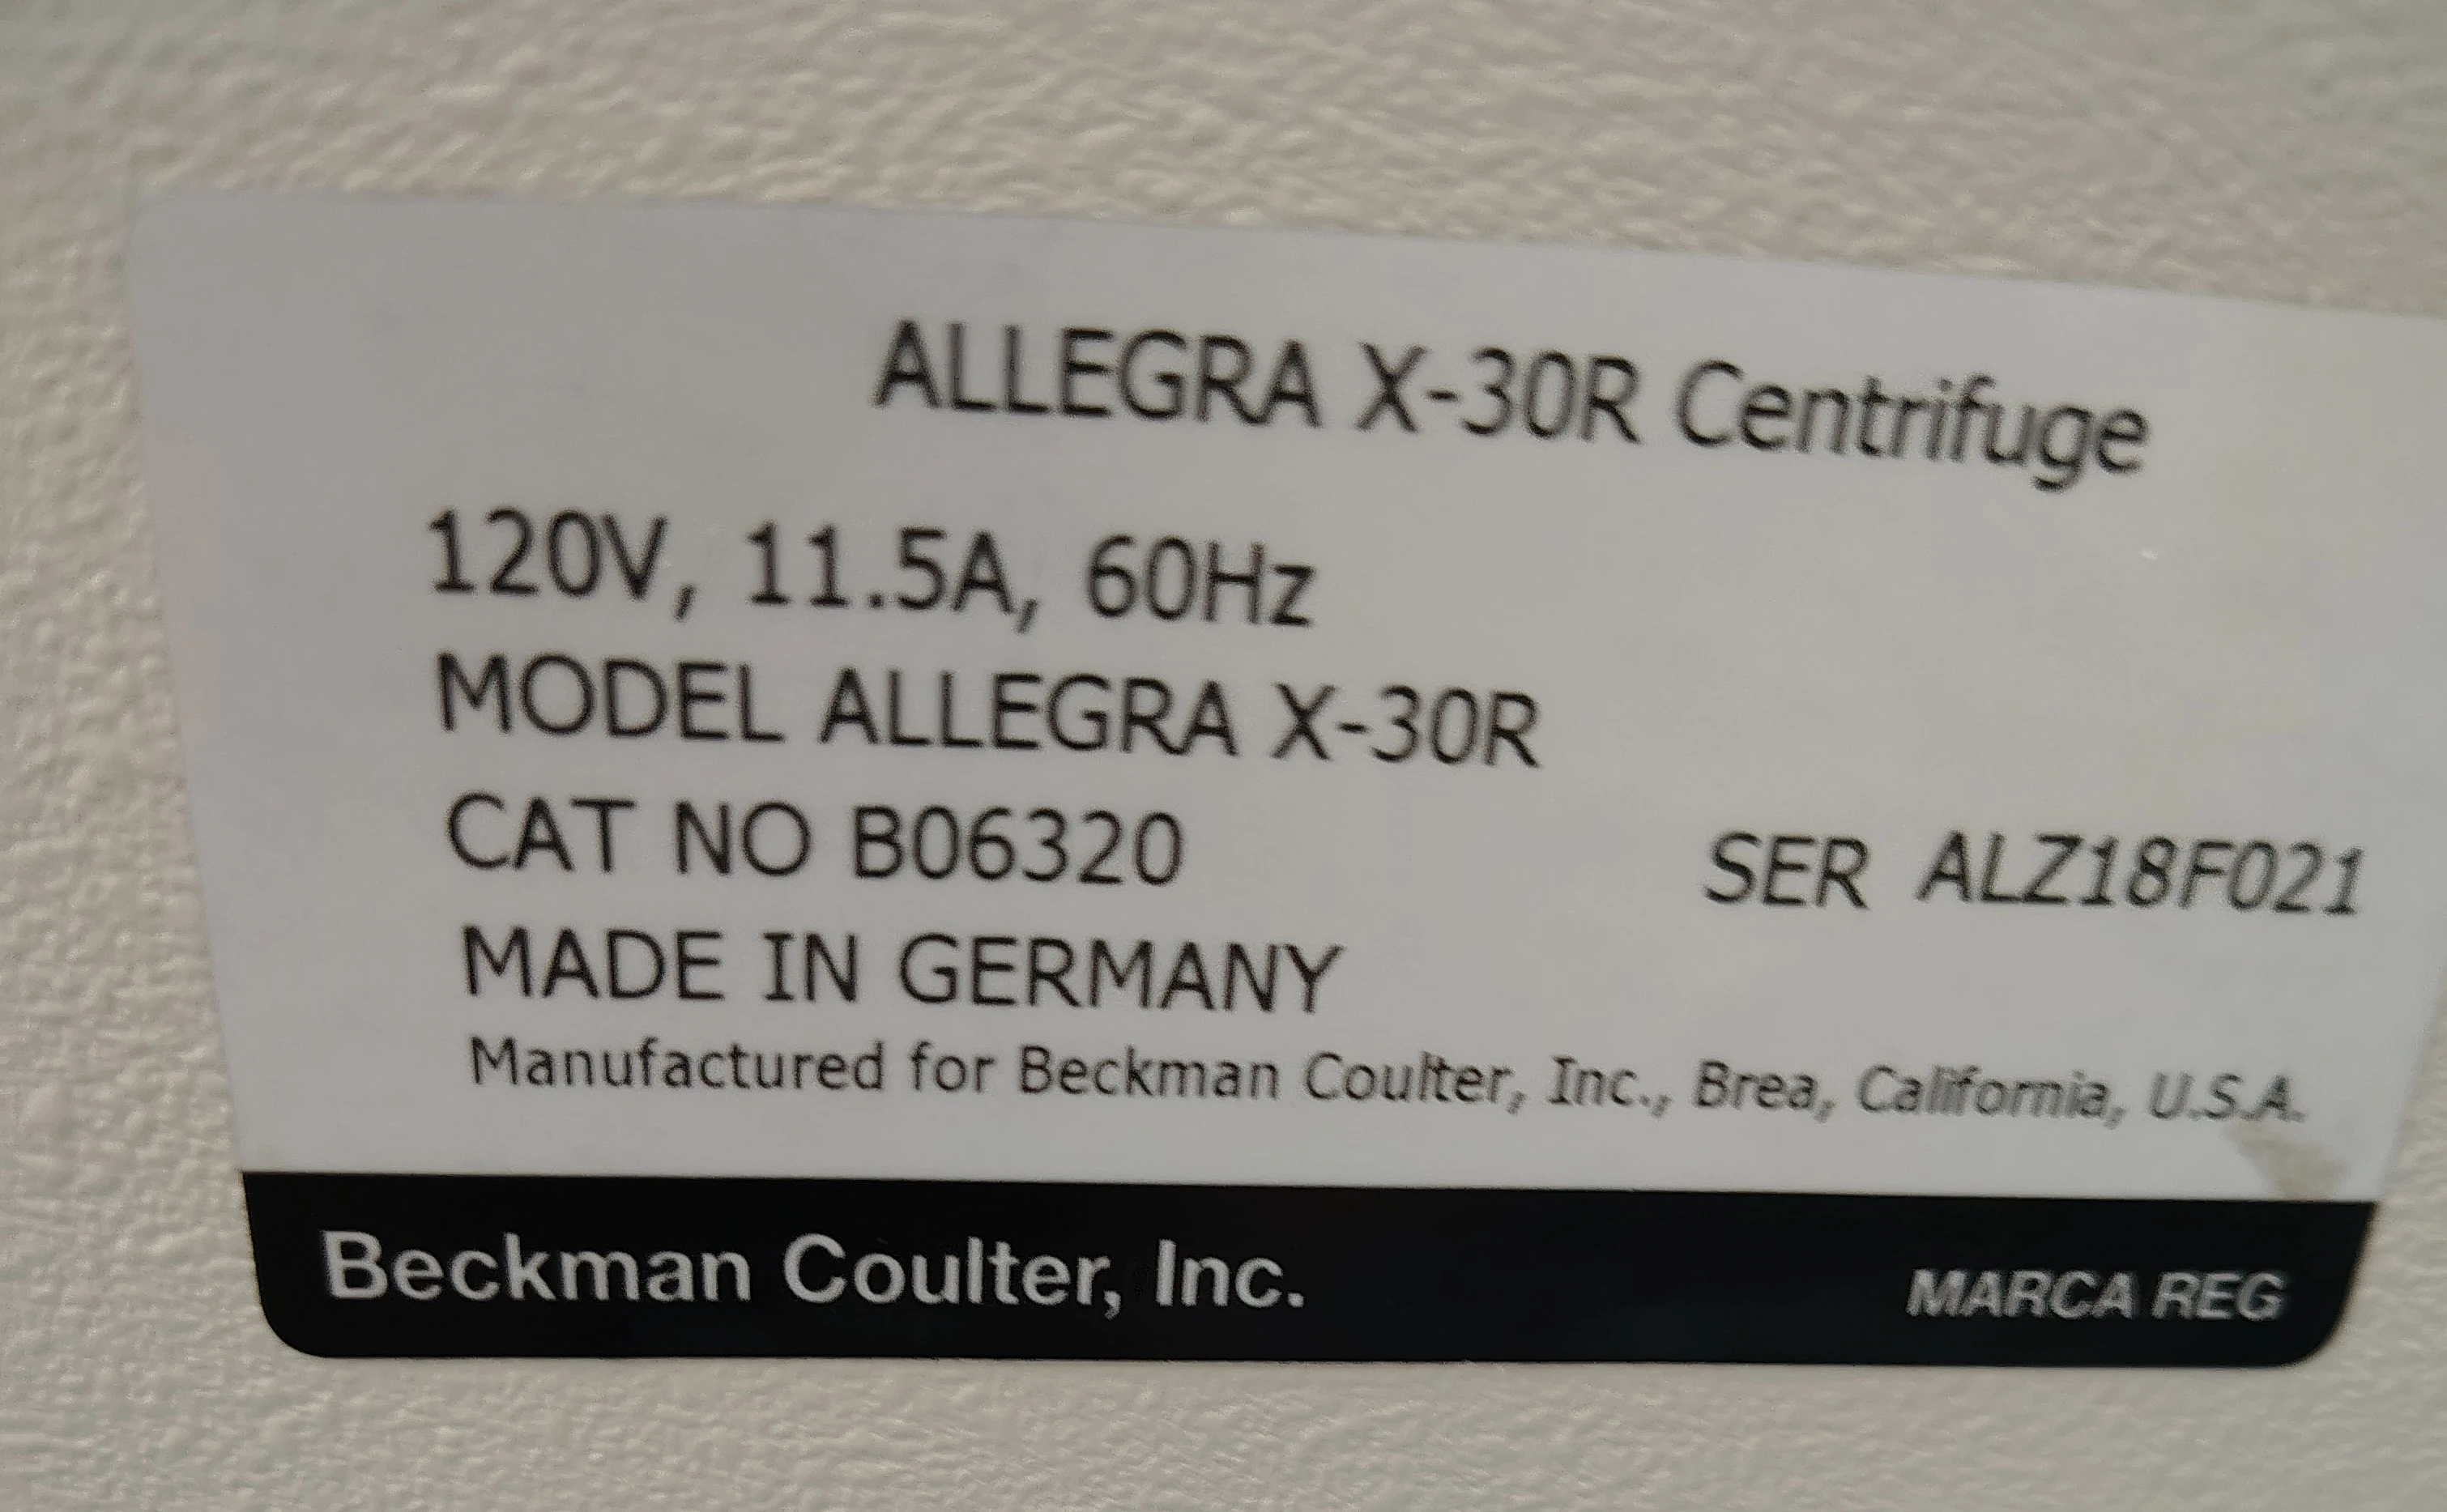 ALLEGRA X-30R Centrifuge
120V, 11.5A, 60Hz
MODEL ALLEGRA X-30R
CAT NO B06320 SER ALZ18F021
MADE IN GERMANY
Manufactured for Beckman Coulter, Inc., Brea, California, U.S.A.
Beckman Coulter, Inc. MARCA REG